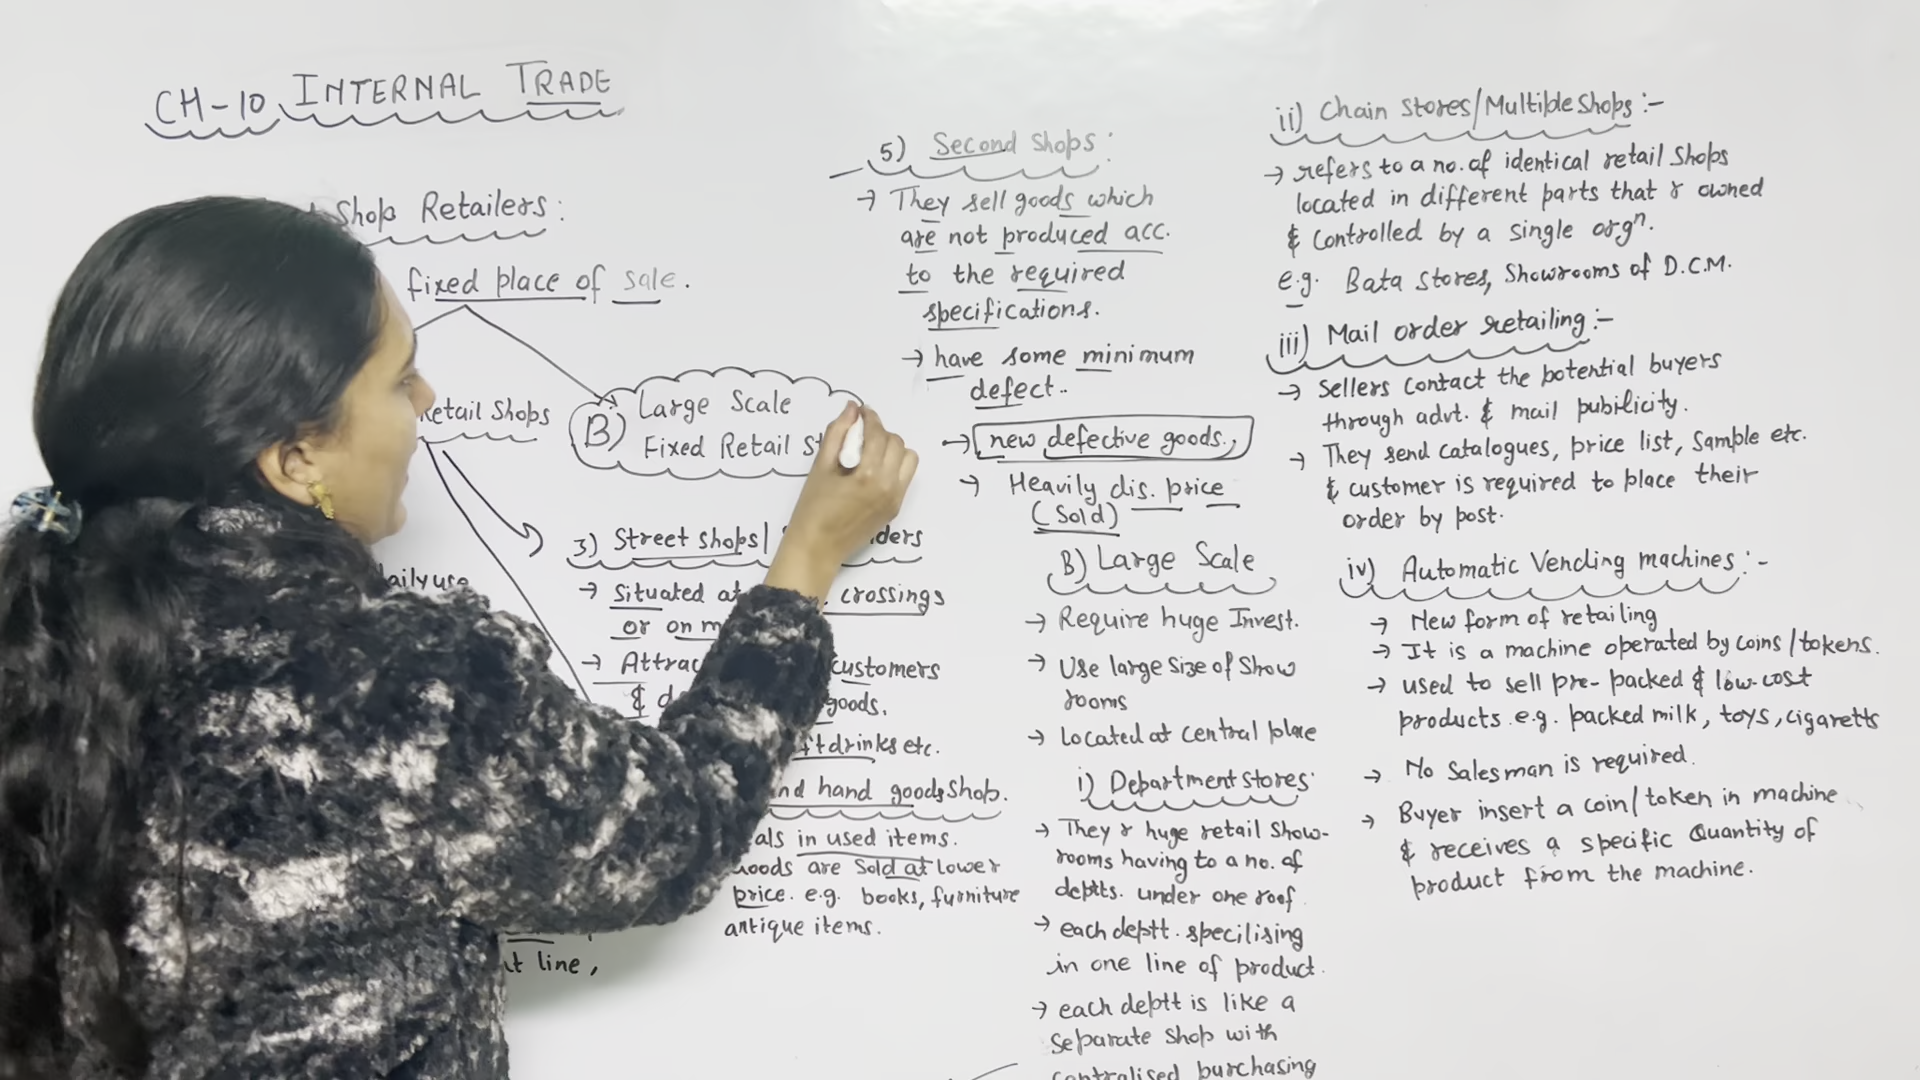 CH-10 INTERNAL TRADE
Shop Retailers:
fixed place of sale.
Retail Shops
B) Large Scale
Fixed Retail
3) Street shops/
→ situated at crossings
or on
→ customers
& goods.
drinks etc.
hand goods shop.
in used items.
Goods are sold at lower
price. e.g. books, furniture
antique items.
line,
5) Second Shops:
→ They sell goods which
are not produced acc.
to the required
specifications.
→ have some minimum
defect..
→ new defective goods.
→ Heavily dis. price
(sold)
B) Large Scale
→ Require huge Invest.
→ Use large size of show
rooms
→ Located at central place
i) Department stores:
→ They r huge retail show-
rooms having to a no. of
deptts. under one roof
→ each deptt. specilising
in one line of product.
→ each deptt is like a
separate shop with
centralised purchasing
ii) Chain stores/Multiple shops:-
→ refers to a no. of identical retail shops
located in different parts that r owned
& controlled by a single orgⁿ.
e.g. Bata stores, Showrooms of D.C.M.
iii) Mail order retailing:-
→ Sellers contact the potential buyers
through advt. & mail pubilicity.
→ They send catalogues, price list, sample etc.
& customer is required to place their
order by post.
iv) Automatic Vending machines:-
→ New form of retailing
→ It is a machine operated by coins/tokens.
→ used to sell pre-packed & low-cost
products e.g. packed milk, toys, cigaretts
→ No salesman is required.
→ Buyer insert a coin/token in machine
& receives a specific quantity of
product from the machine.